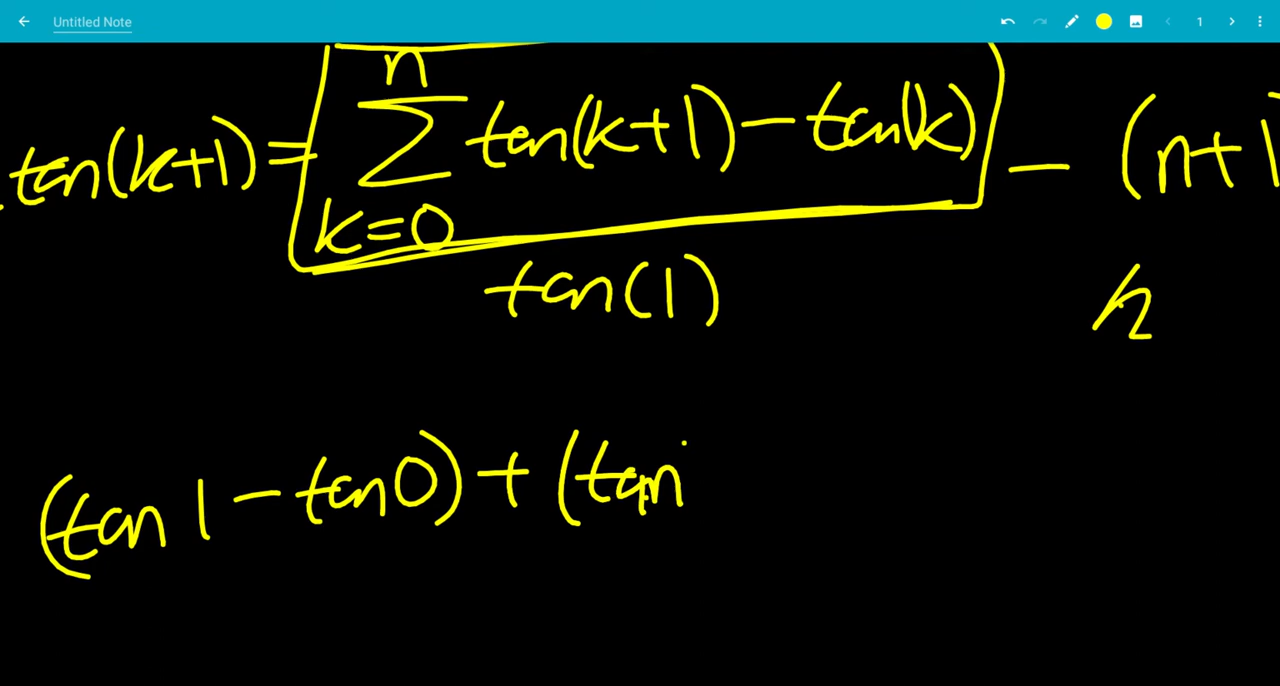 Untitled Note
1
n
tan(k+1) = ∑ tan(k+1) - tan(k) - (n+1)
k=0
tan(1)
n
(tan 1 - tan 0) + (tan